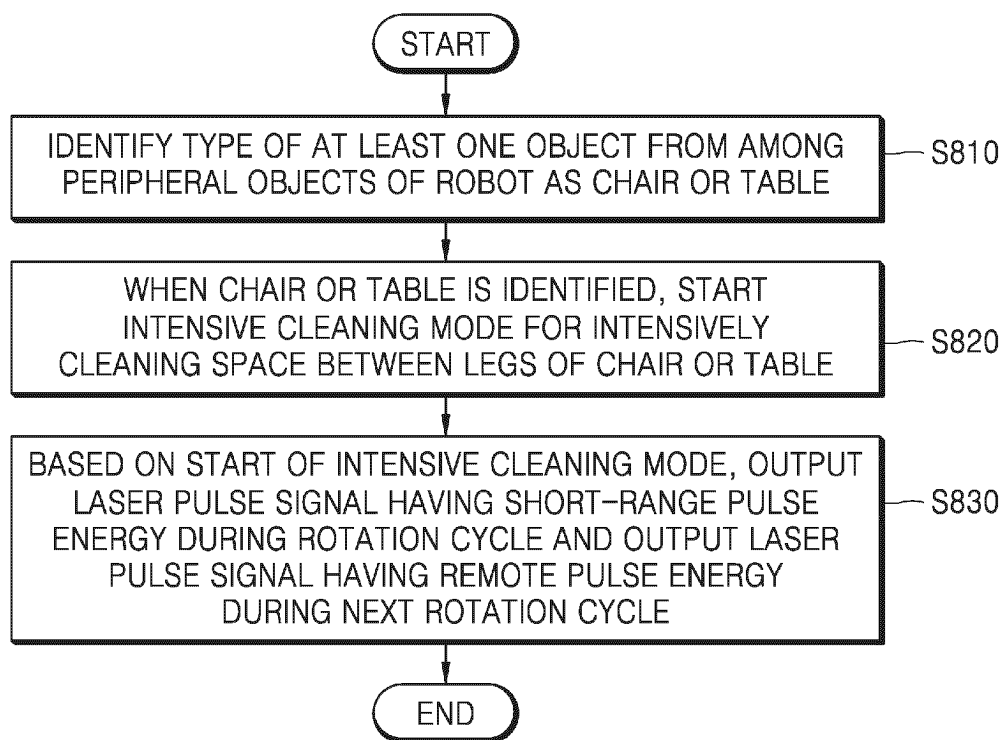 START
IDENTIFY TYPE OF AT LEAST ONE OBJECT FROM AMONG
PERIPHERAL OBJECTS OF ROBOT AS CHAIR OR TABLE
S810
WHEN CHAIR OR TABLE IS IDENTIFIED, START
INTENSIVE CLEANING MODE FOR INTENSIVELY
CLEANING SPACE BETWEEN LEGS OF CHAIR OR TABLE
S820
BASED ON START OF INTENSIVE CLEANING MODE, OUTPUT
LASER PULSE SIGNAL HAVING SHORT-RANGE PULSE
ENERGY DURING ROTATION CYCLE AND OUTPUT LASER
PULSE SIGNAL HAVING REMOTE PULSE ENERGY
DURING NEXT ROTATION CYCLE
S830
END